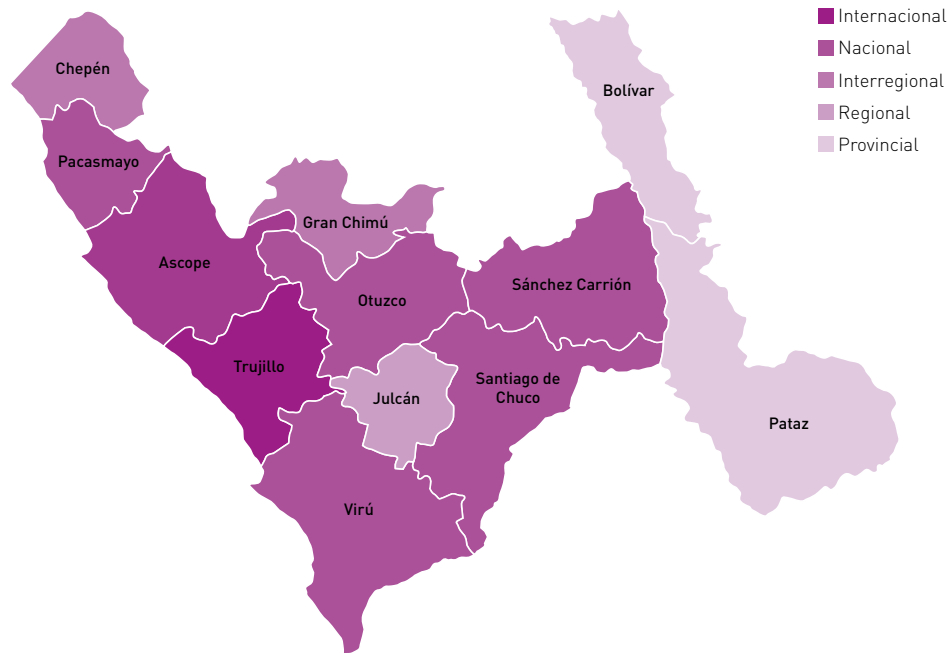 Internacional
Nacional
Interregional
Regional
Provincial
Chepén
Bolívar
Pacasmayo
Gran Chimú
Ascope
Sánchez Carrión
Otuzco
Trujillo
Santiago de
Chuco
Julcán
Pataz
Virú